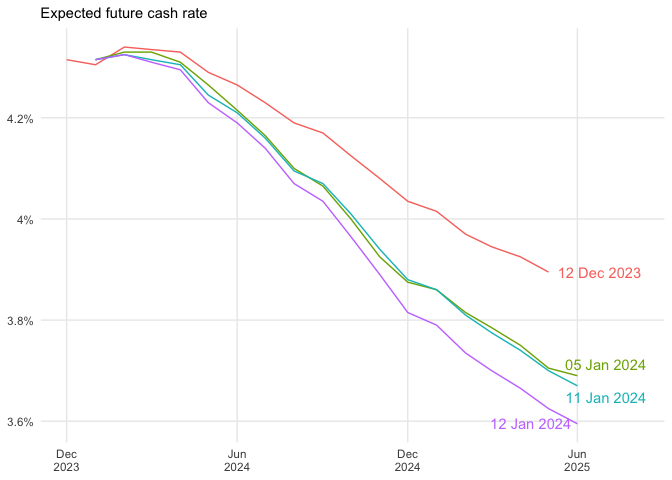 Expected future cash rate
4.2%
4%
3.8%
3.6%
12 Dec 2023
05 Jan 2024
11 Jan 2024
12 Jan 2024
Dec
2023
Jun
2024
Dec
2024
Jun
2025